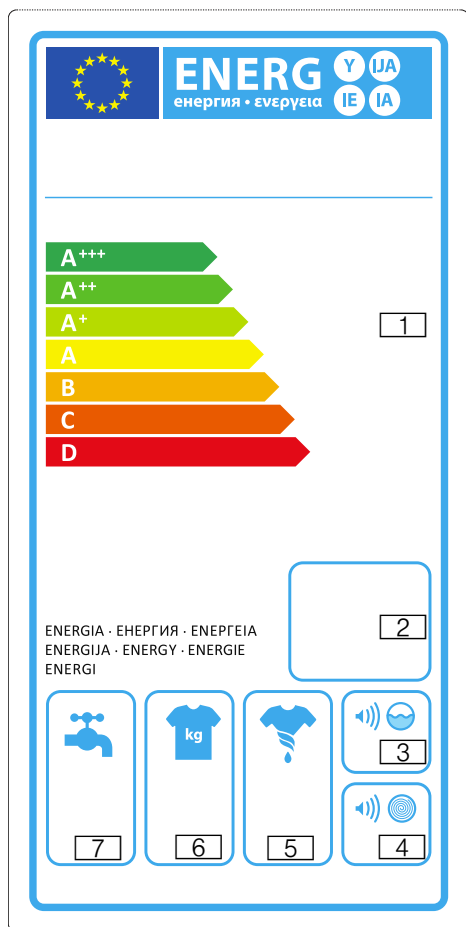 ENERG Y IJA
енергия · ενεργεια IE IA
A+++
A++
A+
1
A
B
C
D
2
ENERGIA · ЕНЕРГИЯ · ΕΝΕΡΓΕΙΑ
ENERGIJA · ENERGY · ENERGIE
ENERGI
kg
3
7
6
5
4